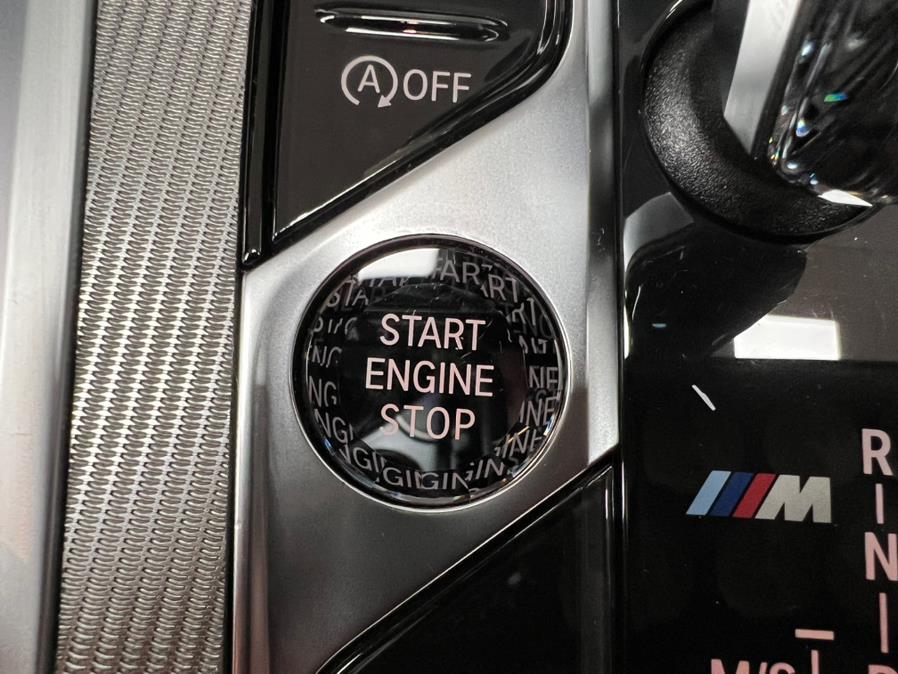 A OFF
START
ENGINE
STOP
M
R
N
D
M/S